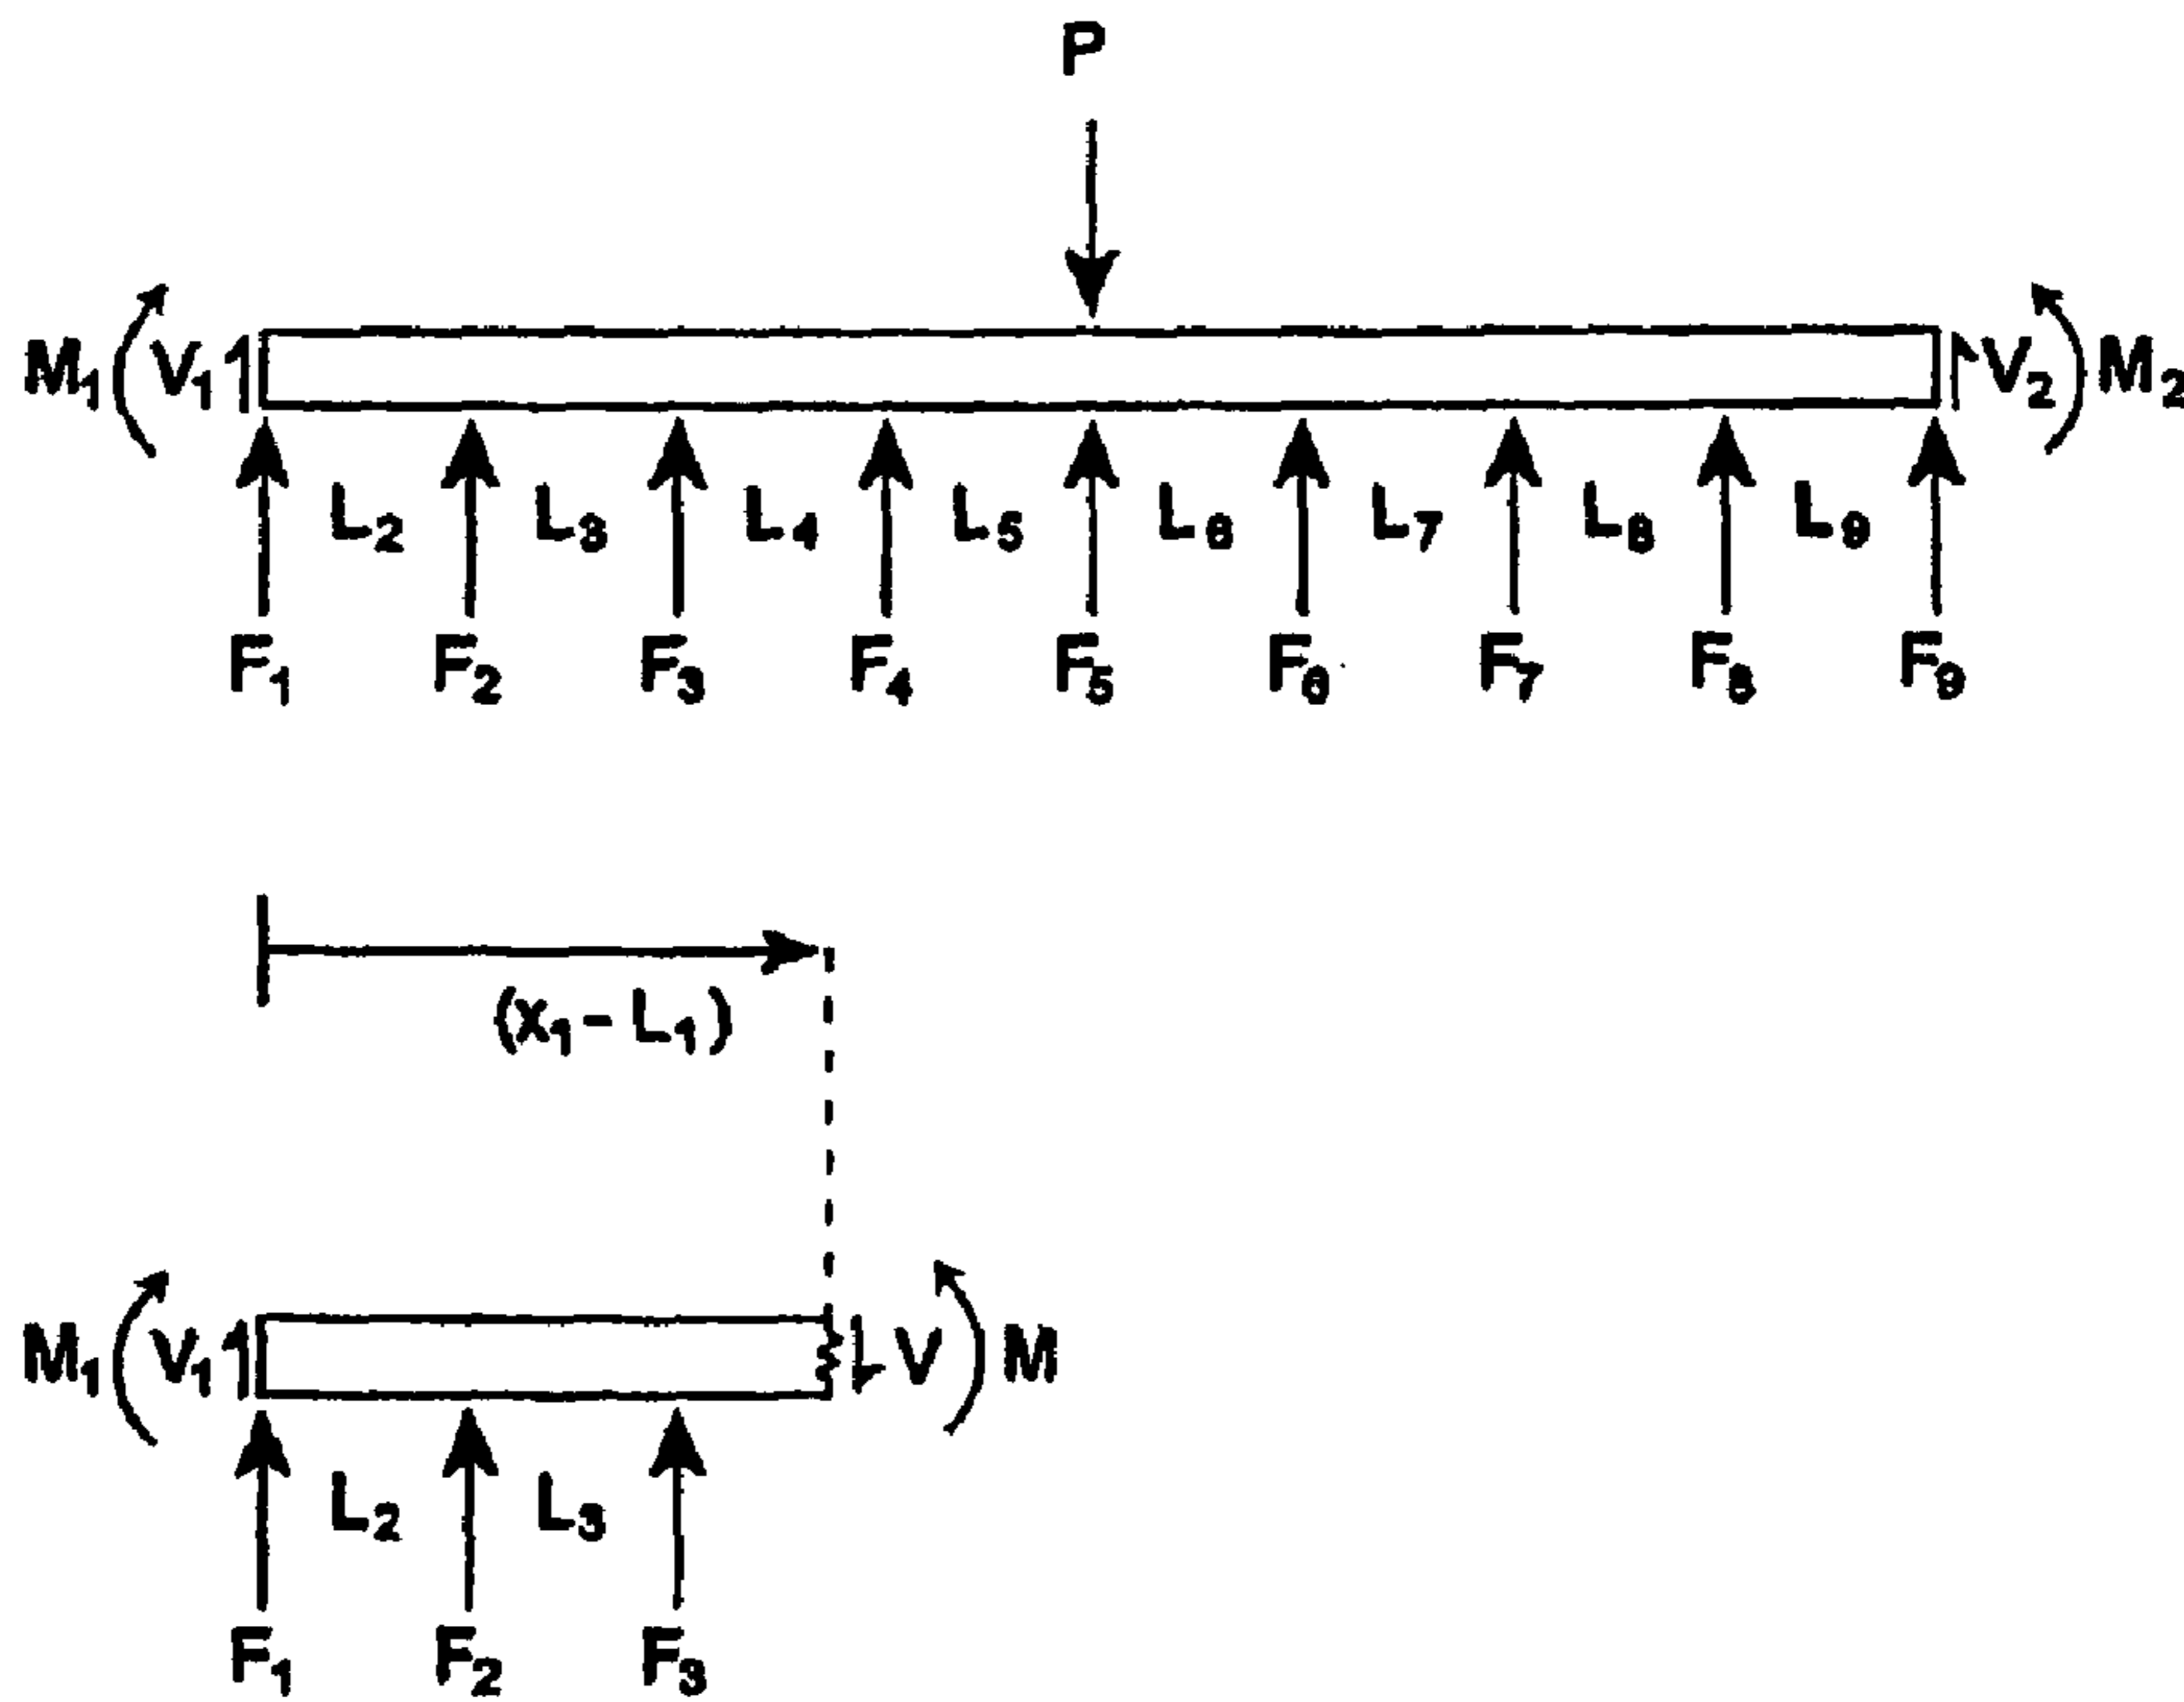 P
M₁ V₁ V₂ M₂
L₂ L₃ L₄ L₅ L₆ L₇ L₈ L₉
F₁ F₂ F₃ F₄ F₅ F₆ F₇ F₈ F₉
(x₁ - L₁)
M₁ V₁ V M
L₂ L₃
F₁ F₂ F₃